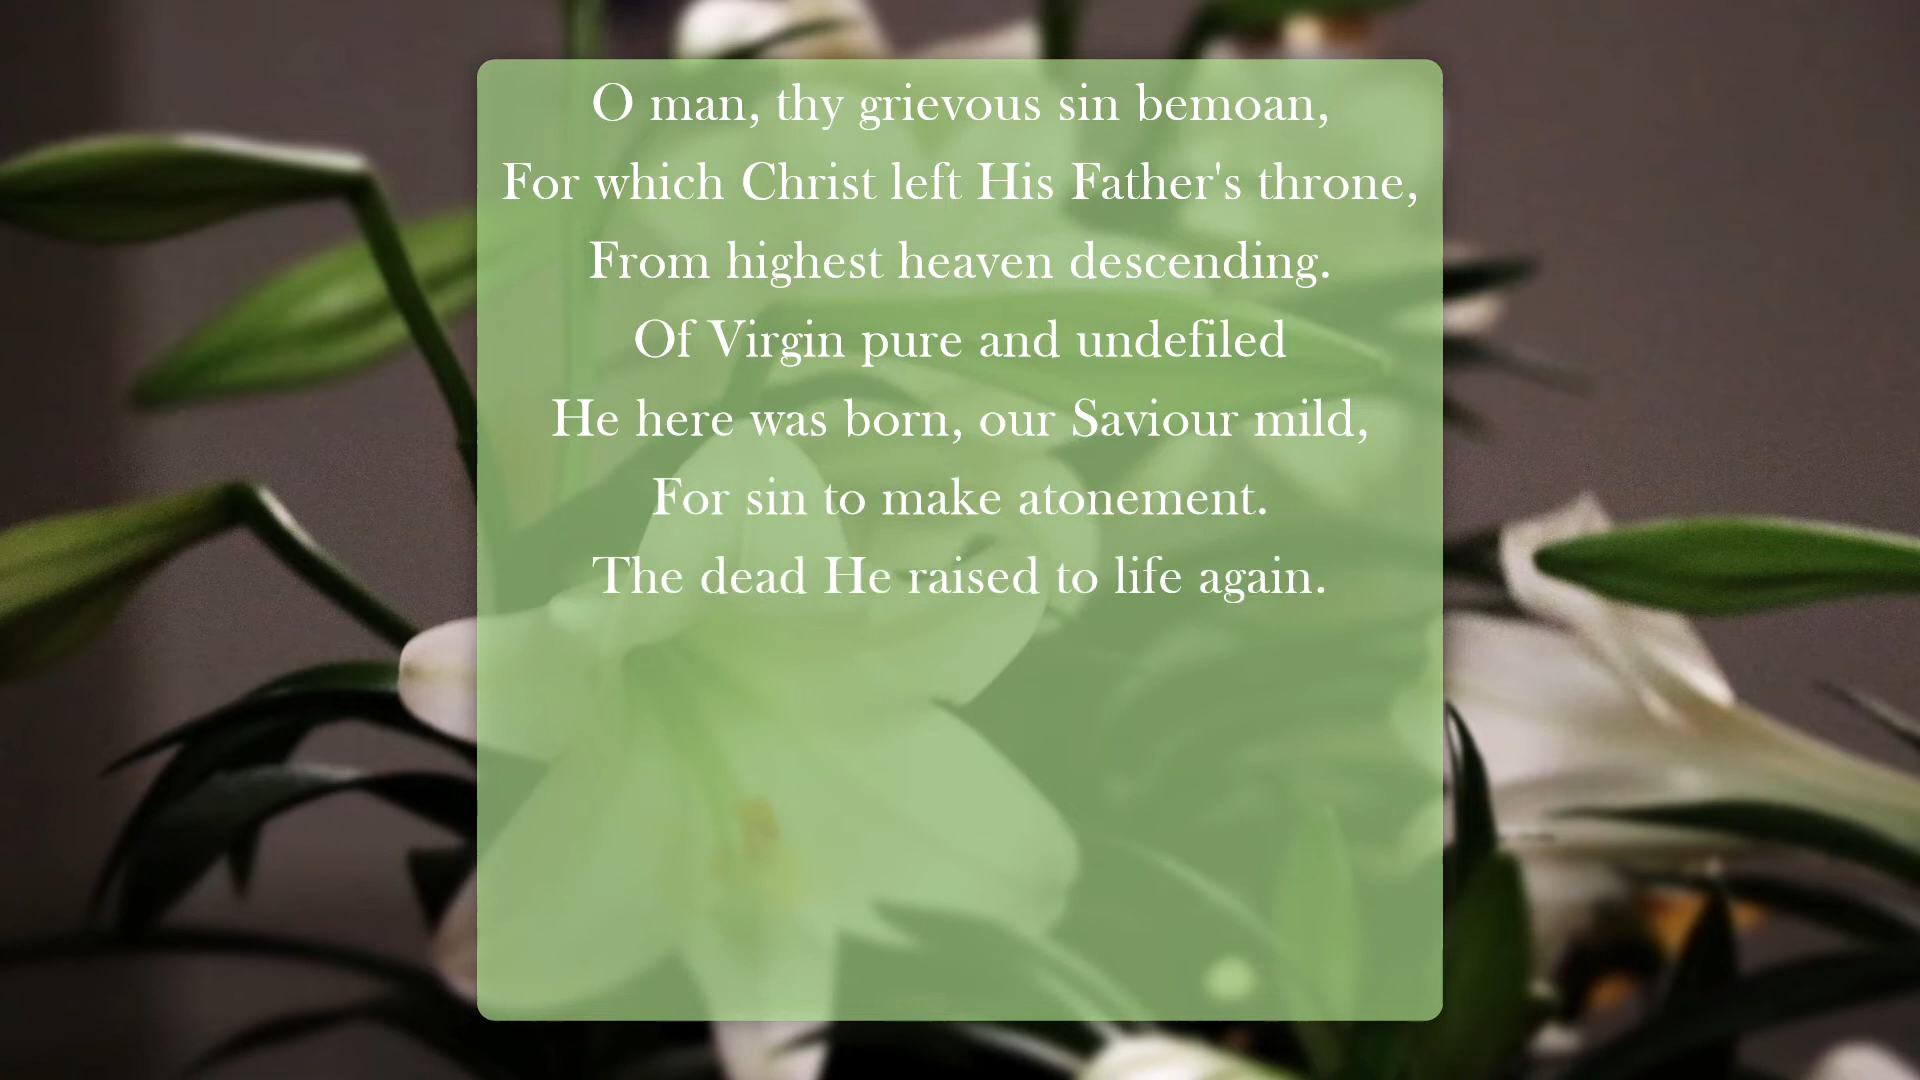 O man, thy grievous sin bemoan,
For which Christ left His Father's throne,
From highest heaven descending.
Of Virgin pure and undefiled
He here was born, our Saviour mild,
For sin to make atonement.
The dead He raised to life again.